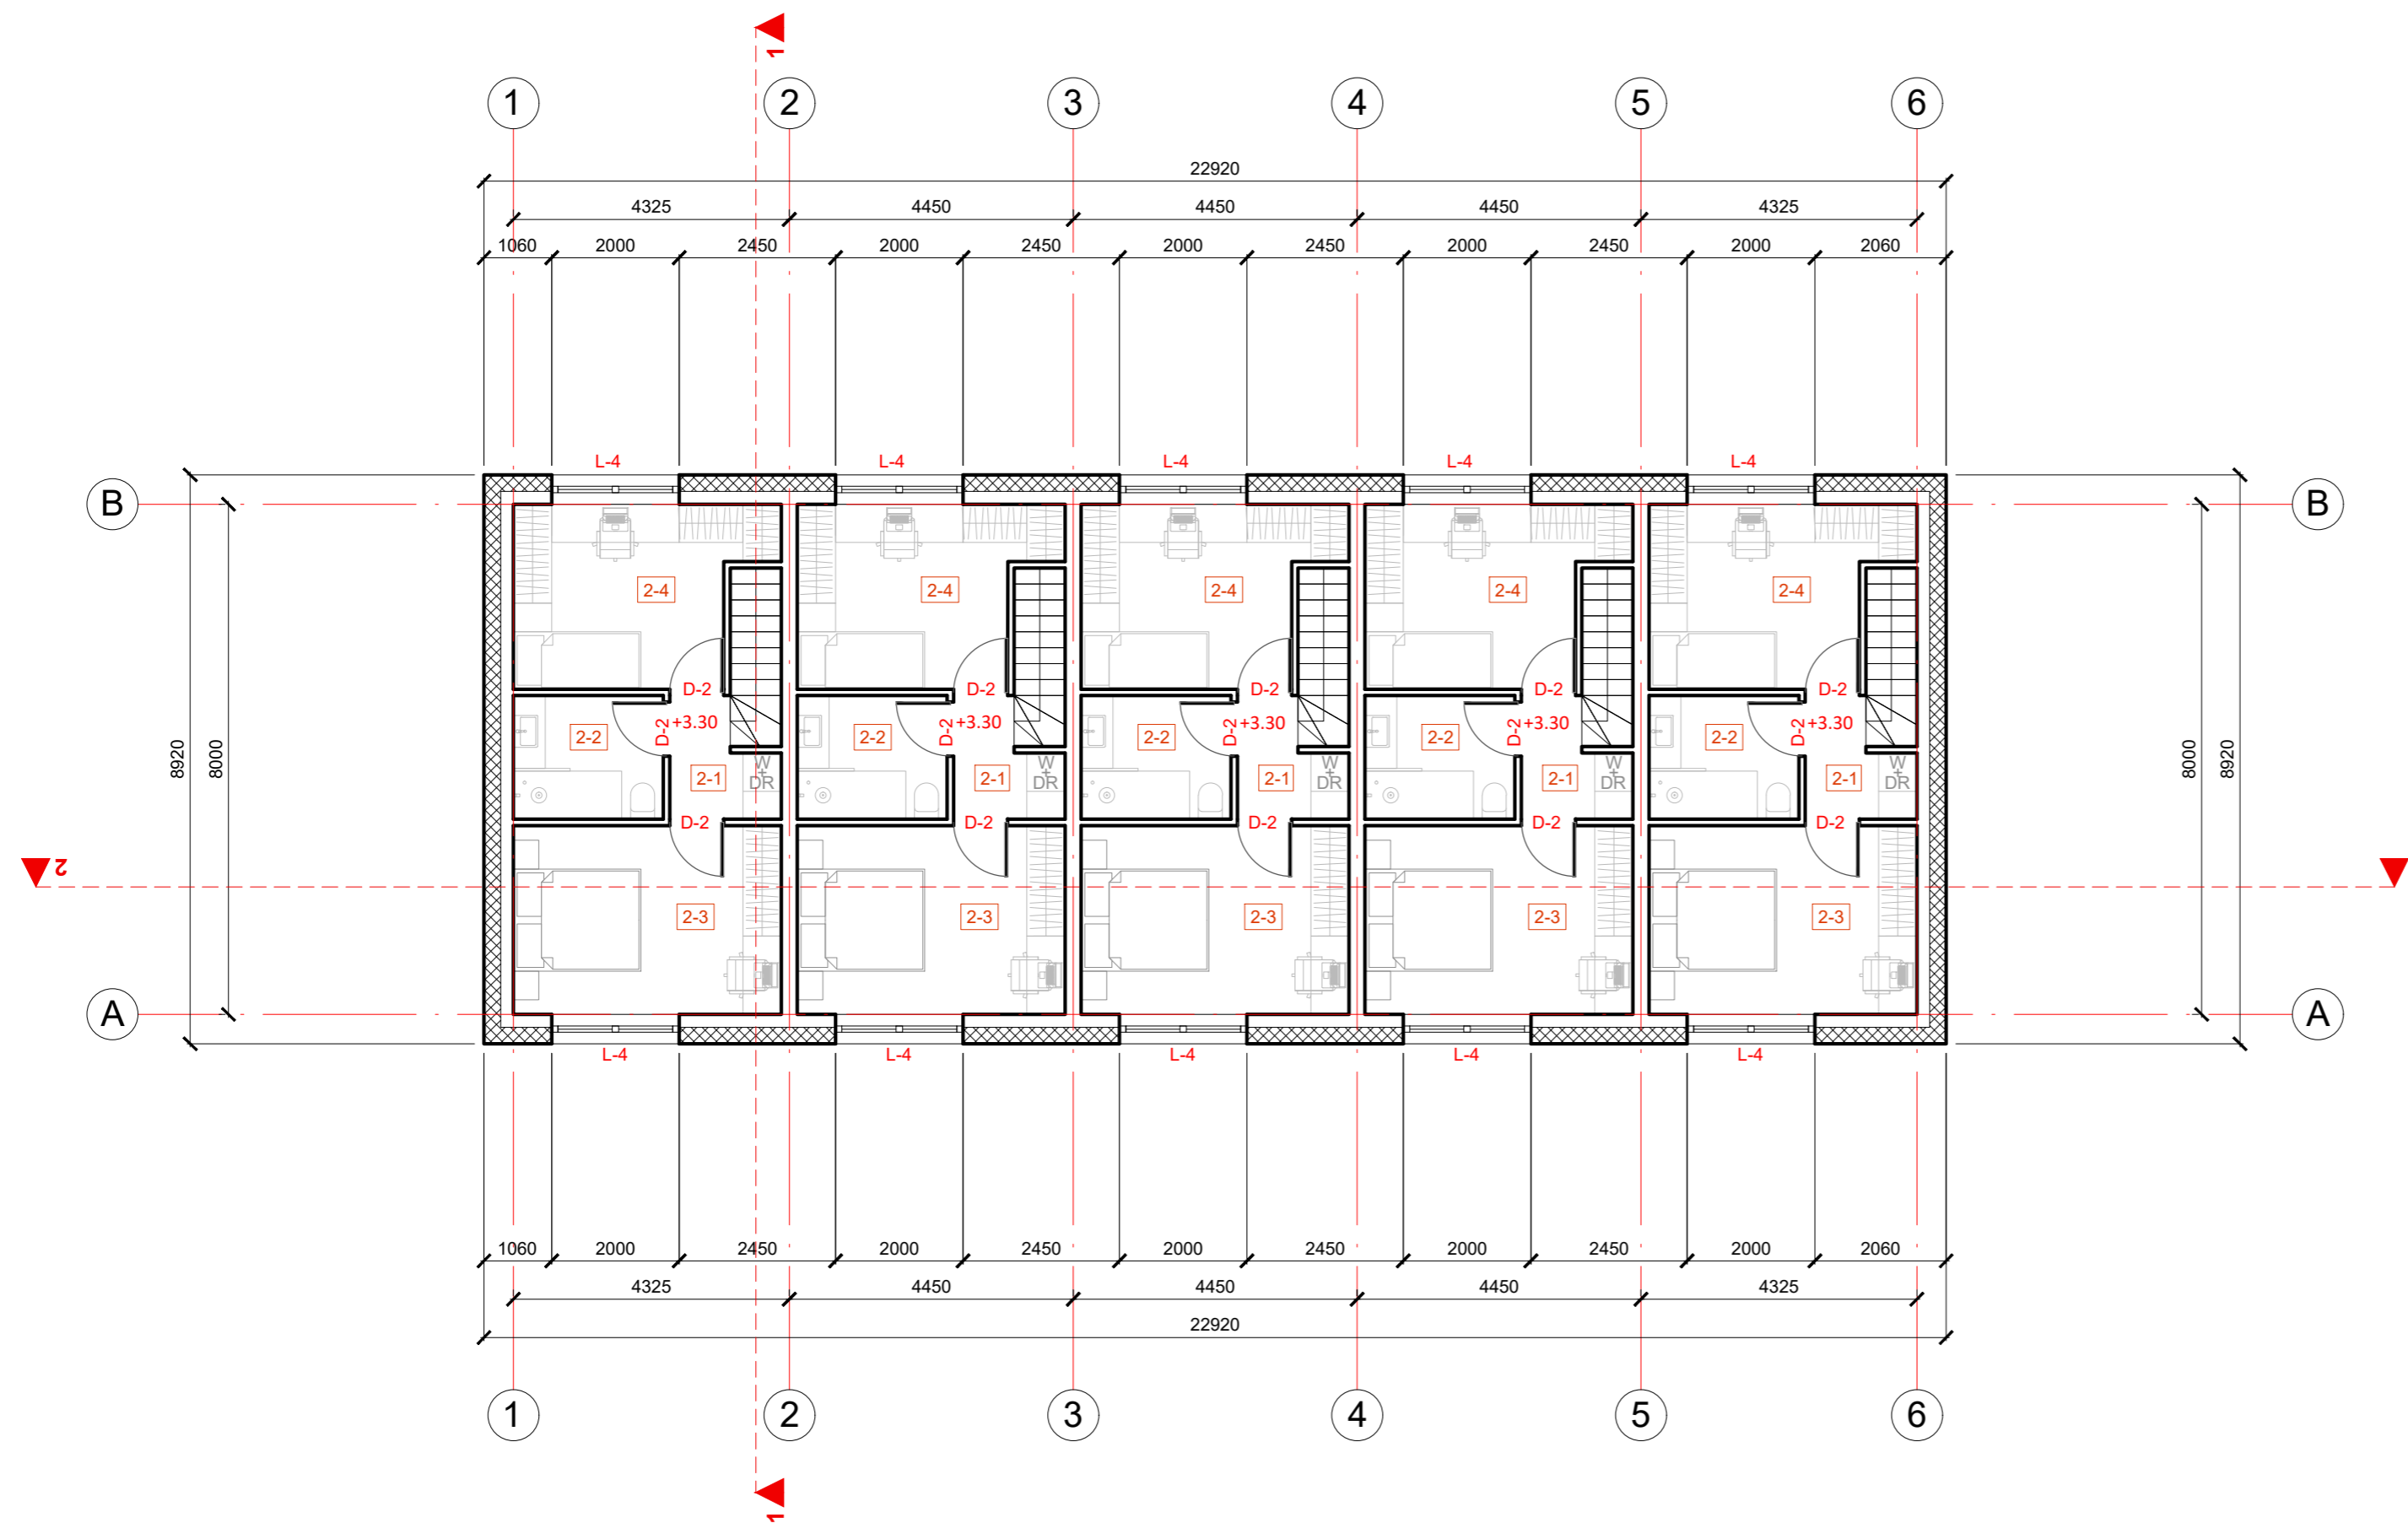 1
1 2 3 4 5 6
22920
4325 4450 4450 4450 4325
1060 2000 2450 2000 2450 2000 2450 2000 2450 2000 2060
L-4 L-4 L-4 L-4 L-4
B B
2-4 2-4 2-4 2-4 2-4
D-2 D-2 D-2 D-2 D-2
D-2 +3.30 D-2 +3.30 D-2 +3.30 D-2 +3.30 D-2 +3.30
2-2 2-2 2-2 2-2 2-2
8920 8000 8000 8920
W W W W W
+ + + + +
2-1 DR 2-1 DR 2-1 DR 2-1 DR 2-1 DR
D-2 D-2 D-2 D-2 D-2
2
2-3 2-3 2-3 2-3 2-3
A A
L-4 L-4 L-4 L-4 L-4
1060 2000 2450 2000 2450 2000 2450 2000 2450 2000 2060
4325 4450 4450 4450 4325
22920
1 2 3 4 5 6
1